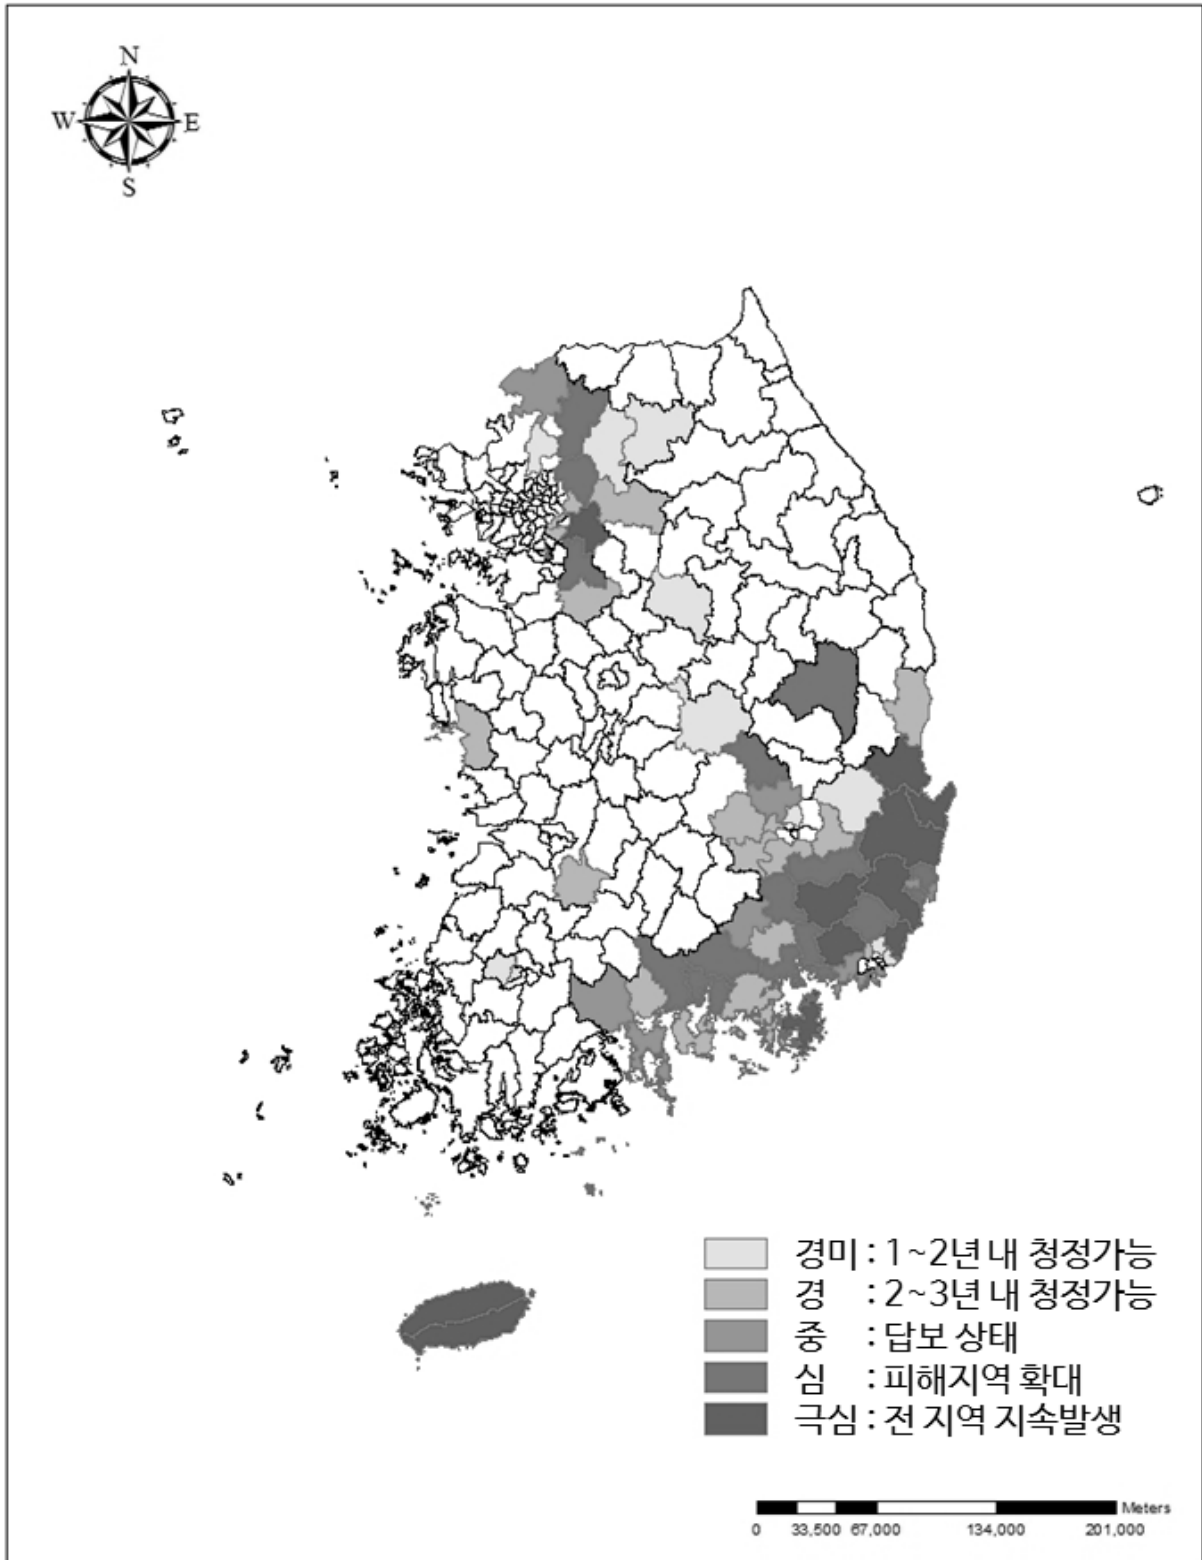 N
W E
S
경미 : 1~2년 내 청정가능
경 : 2~3년 내 청정가능
중 : 답보 상태
심 : 피해지역 확대
극심 : 전 지역 지속발생
Meters
0 33,500 67,000 134,000 201,000